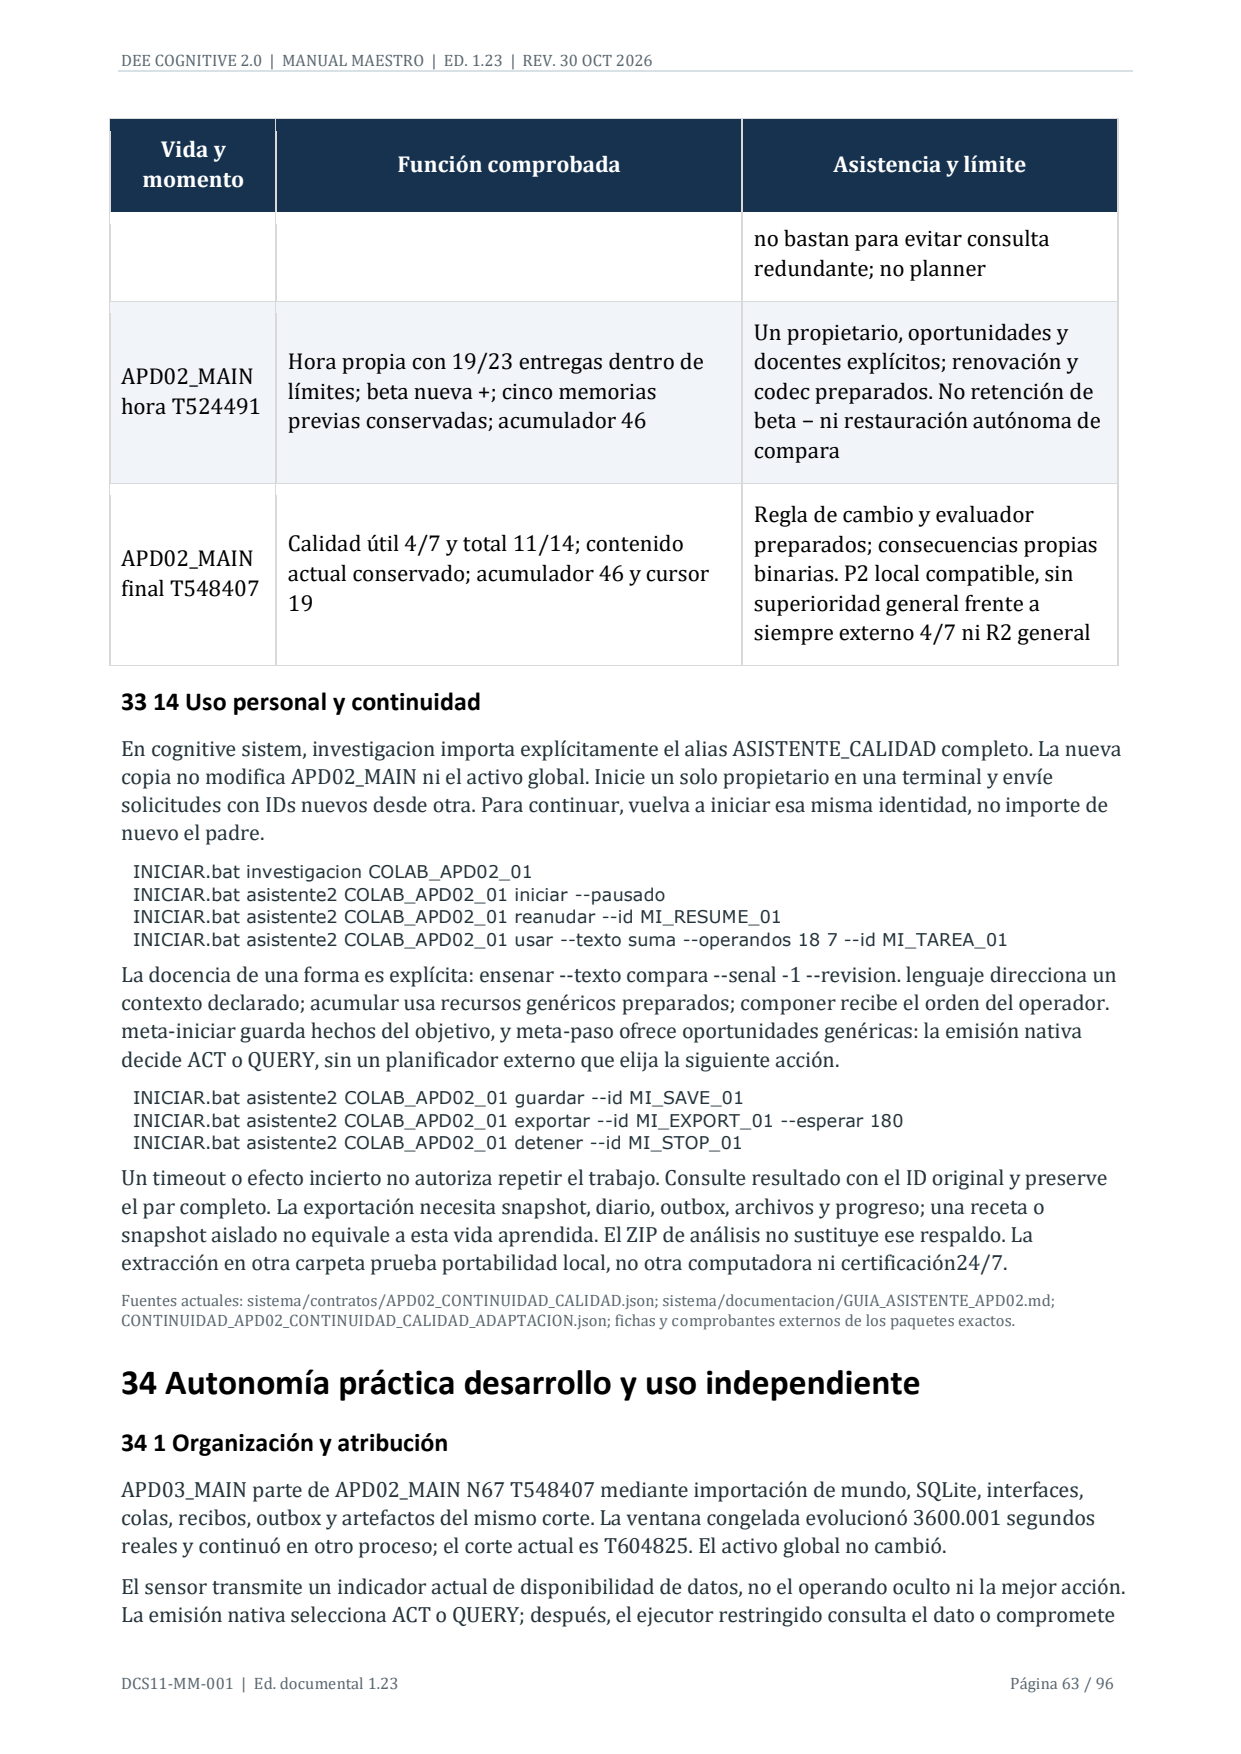 DEE COGNITIVE 2.0 | MANUAL MAESTRO | ED. 1.23 | REV. 30 OCT 2026
Vida y
momento
Función comprobada
Asistencia y límite
no bastan para evitar consulta
redundante; no planner
APD02_MAIN
hora T524491
Hora propia con 19/23 entregas dentro de
límites; beta nueva +; cinco memorias
previas conservadas; acumulador 46
Un propietario, oportunidades y
docentes explícitos; renovación y
codec preparados. No retención de
beta − ni restauración autónoma de
compara
APD02_MAIN
final T548407
Calidad útil 4/7 y total 11/14; contenido
actual conservado; acumulador 46 y cursor
19
Regla de cambio y evaluador
preparados; consecuencias propias
binarias. P2 local compatible, sin
superioridad general frente a
siempre externo 4/7 ni R2 general
33 14 Uso personal y continuidad
En cognitive sistem, investigacion importa explícitamente el alias ASISTENTE_CALIDAD completo. La nueva
copia no modifica APD02_MAIN ni el activo global. Inicie un solo propietario en una terminal y envíe
solicitudes con IDs nuevos desde otra. Para continuar, vuelva a iniciar esa misma identidad, no importe de
nuevo el padre.
INICIAR.bat investigacion COLAB_APD02_01
INICIAR.bat asistente2 COLAB_APD02_01 iniciar --pausado
INICIAR.bat asistente2 COLAB_APD02_01 reanudar --id MI_RESUME_01
INICIAR.bat asistente2 COLAB_APD02_01 usar --texto suma --operandos 18 7 --id MI_TAREA_01
La docencia de una forma es explícita: ensenar --texto compara --senal -1 --revision. lenguaje direcciona un
contexto declarado; acumular usa recursos genéricos preparados; componer recibe el orden del operador.
meta-iniciar guarda hechos del objetivo, y meta-paso ofrece oportunidades genéricas: la emisión nativa
decide ACT o QUERY, sin un planificador externo que elija la siguiente acción.
INICIAR.bat asistente2 COLAB_APD02_01 guardar --id MI_SAVE_01
INICIAR.bat asistente2 COLAB_APD02_01 exportar --id MI_EXPORT_01 --esperar 180
INICIAR.bat asistente2 COLAB_APD02_01 detener --id MI_STOP_01
Un timeout o efecto incierto no autoriza repetir el trabajo. Consulte resultado con el ID original y preserve
el par completo. La exportación necesita snapshot, diario, outbox, archivos y progreso; una receta o
snapshot aislado no equivale a esta vida aprendida. El ZIP de análisis no sustituye ese respaldo. La
extracción en otra carpeta prueba portabilidad local, no otra computadora ni certificación24/7.
Fuentes actuales: sistema/contratos/APD02_CONTINUIDAD_CALIDAD.json; sistema/documentacion/GUIA_ASISTENTE_APD02.md;
CONTINUIDAD_APD02_CONTINUIDAD_CALIDAD_ADAPTACION.json; fichas y comprobantes externos de los paquetes exactos.
34 Autonomía práctica desarrollo y uso independiente
34 1 Organización y atribución
APD03_MAIN parte de APD02_MAIN N67 T548407 mediante importación de mundo, SQLite, interfaces,
colas, recibos, outbox y artefactos del mismo corte. La ventana congelada evolucionó 3600.001 segundos
reales y continuó en otro proceso; el corte actual es T604825. El activo global no cambió.
El sensor transmite un indicador actual de disponibilidad de datos, no el operando oculto ni la mejor acción.
La emisión nativa selecciona ACT o QUERY; después, el ejecutor restringido consulta el dato o compromete
DCS11-MM-001 | Ed. documental 1.23
Página 63 / 96